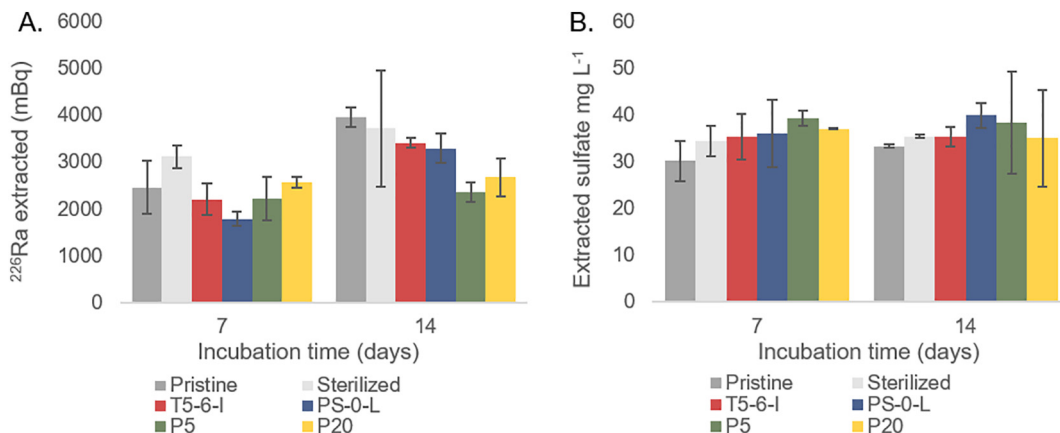 A.
6000
5000
4000
3000
2000
1000
0
²²⁶Ra extracted (mBq)
7 14
Incubation time (days)
Pristine Sterilized
T5-6-I PS-0-L
P5 P20
B.
60
50
40
30
20
10
0
Extracted sulfate mg L⁻¹
7 14
Incubation time (days)
Pristine Sterilized
T5-6-I PS-0-L
P5 P20